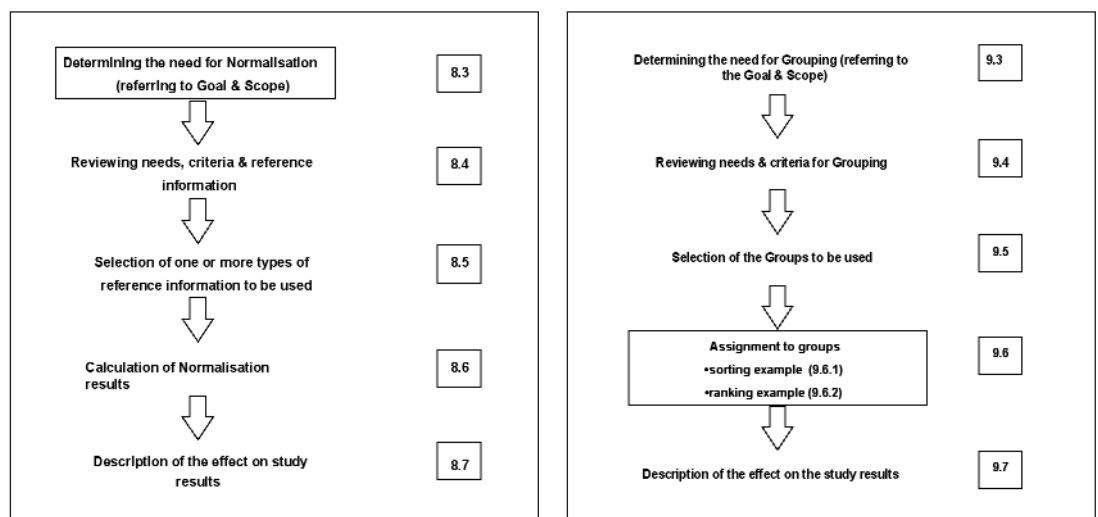 Determining the need for Normalisation
(referring to Goal & Scope)
8.3
Reviewing needs, criteria & reference
information
8.4
Selection of one or more types of
reference information to be used
8.5
Calculation of Normalisation
results
8.6
Description of the effect on study
results
8.7
Determining the need for Grouping (referring to
the Goal & Scope)
9.3
Reviewing needs & criteria for Grouping
9.4
Selection of the Groups to be used
9.5
Assignment to groups
•sorting example (9.6.1)
•ranking example (9.6.2)
9.6
Description of the effect on the study results
9.7